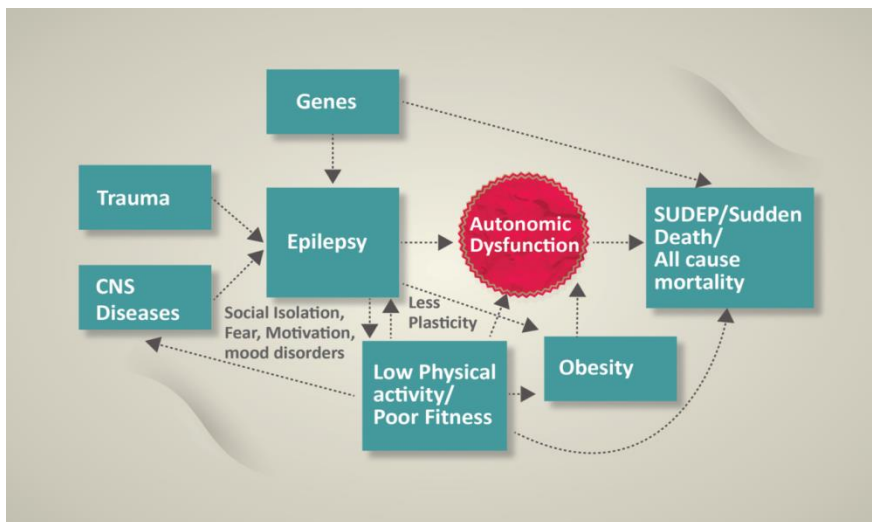 Genes
Trauma
Epilepsy
Autonomic
Dysfunction
SUDEP/Sudden
Death/
All cause
mortality
CNS
Diseases
Social Isolation,
Fear, Motivation,
mood disorders
Less
Plasticity
Low Physical
activity/
Poor Fitness
Obesity